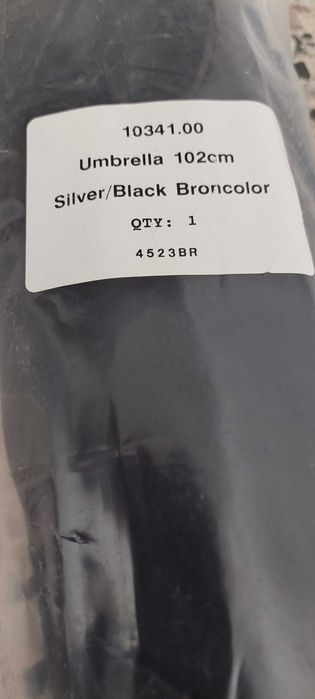 10341.00
Umbrella 102cm
Silver/Black Broncolor
QTY: 1
4523BR